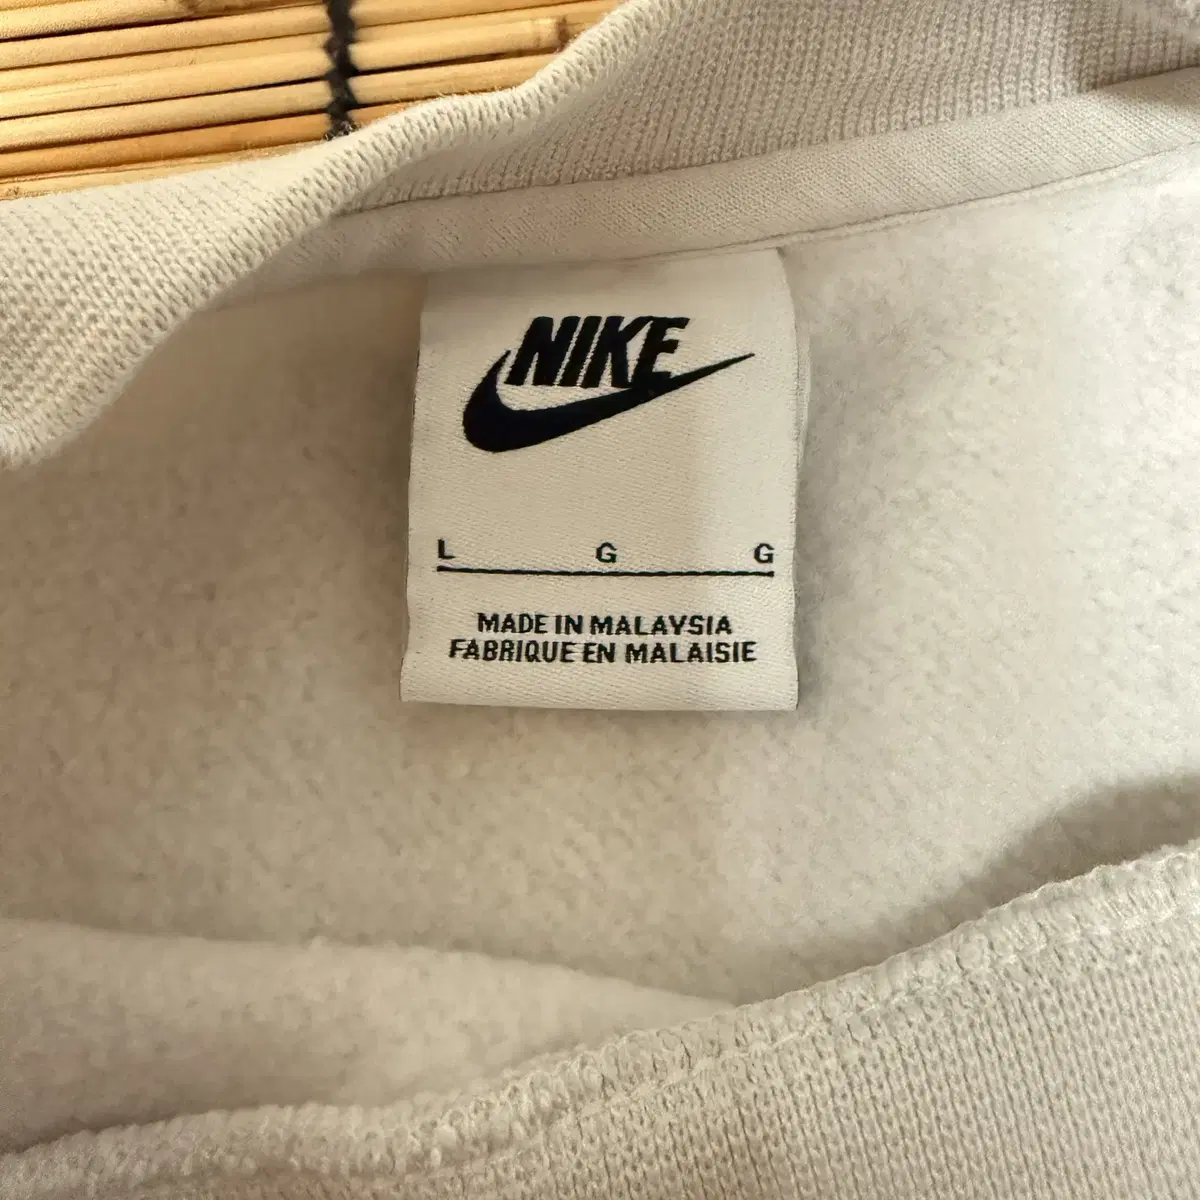 NIKE
L G G
MADE IN MALAYSIA
FABRIQUE EN MALAISIE